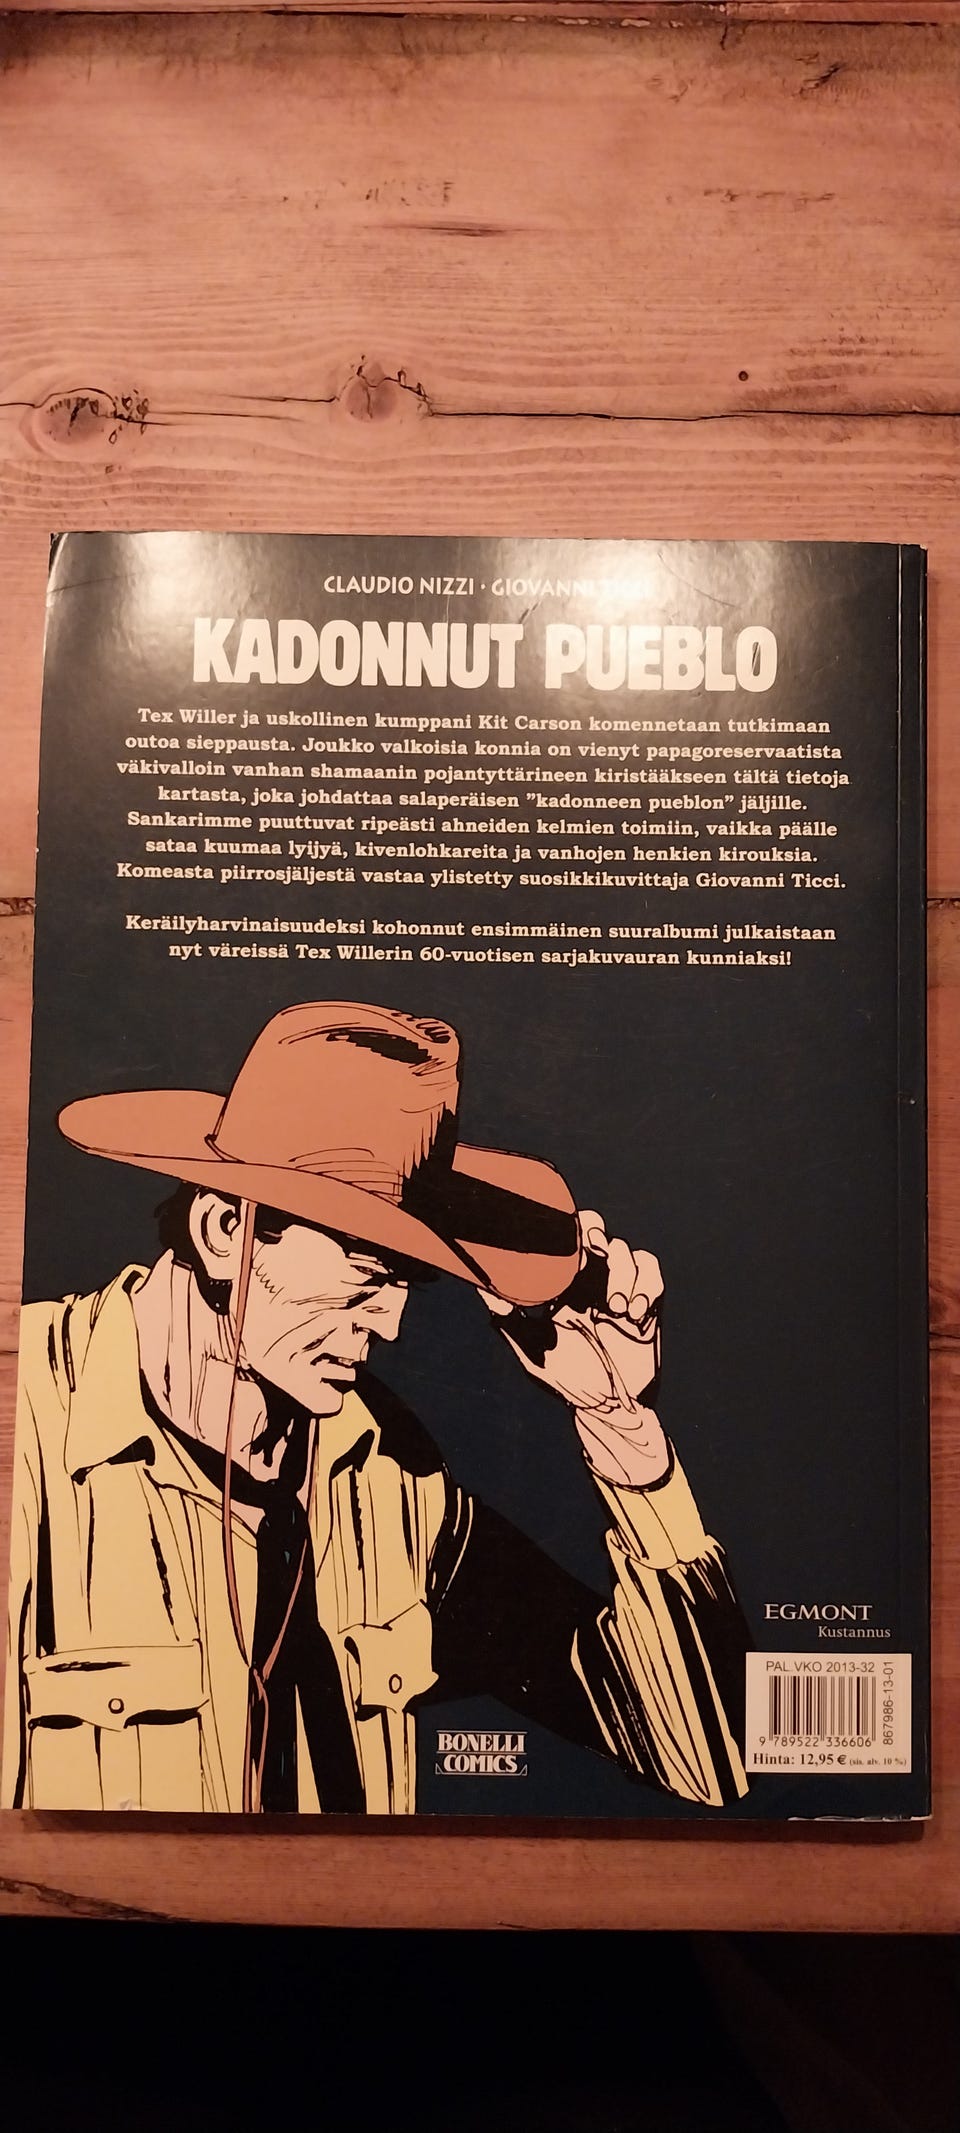 CLAUDIO NIZZI • GIOVANNI TICCI
KADONNUT PUEBLO
Tex Willer ja uskollinen kumppani Kit Carson komennetaan tutkimaan
outoa sieppausta. Joukko valkoisia konnia on vienyt papagoreservaatista
väkivalloin vanhan shamaanin pojantyttärineen kiristääkseen tältä tietoja
kartasta, joka johdattaa salaperäisen ”kadonneen pueblon” jäljille.
Sankarimme puuttuvat ripeästi ahneiden kelmien toimiin, vaikka päälle
sataa kuumaa lyijyä, kivenlohkareita ja vanhojen henkien kirouksia.
Komeasta piirrosjäljestä vastaa ylistetty suosikkikuvittaja Giovanni Ticci.
Keräilyharvinaisuudeksi kohonnut ensimmäinen suuralbumi julkaistaan
nyt väreissä Tex Willerin 60-vuotisen sarjakuvauran kunniaksi!
EGMONT
Kustannus
PAL.VKO 2013-32
867986-13-01
9 789522 336606
Hinta: 12,95 € (sis. alv. 10 %)
BONELLI
COMICS